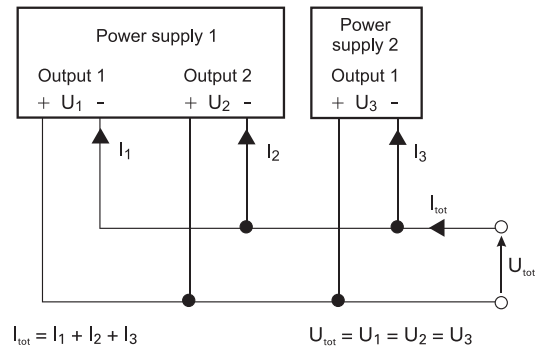 Power supply 1
Power
supply 2
Output 1
Output 2
Output 1
+ U1 -
+ U2 -
+ U3 -
I1
I2
I3
Itot
Utot
Itot = I1 + I2 + I3
Utot = U1 = U2 = U3